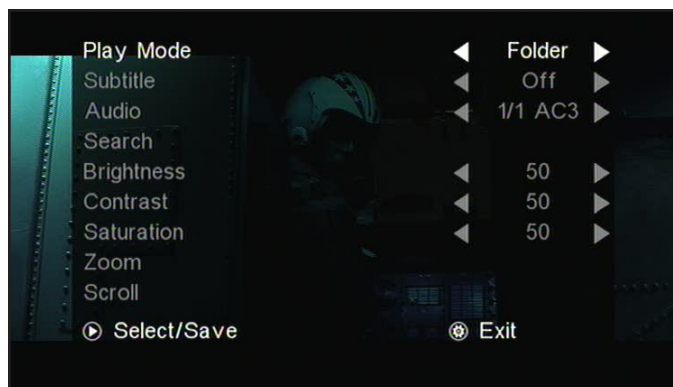 Play Mode Folder
Subtitle Off
Audio 1/1 AC3
Search
Brightness 50
Contrast 50
Saturation 50
Zoom
Scroll
Select/Save Exit